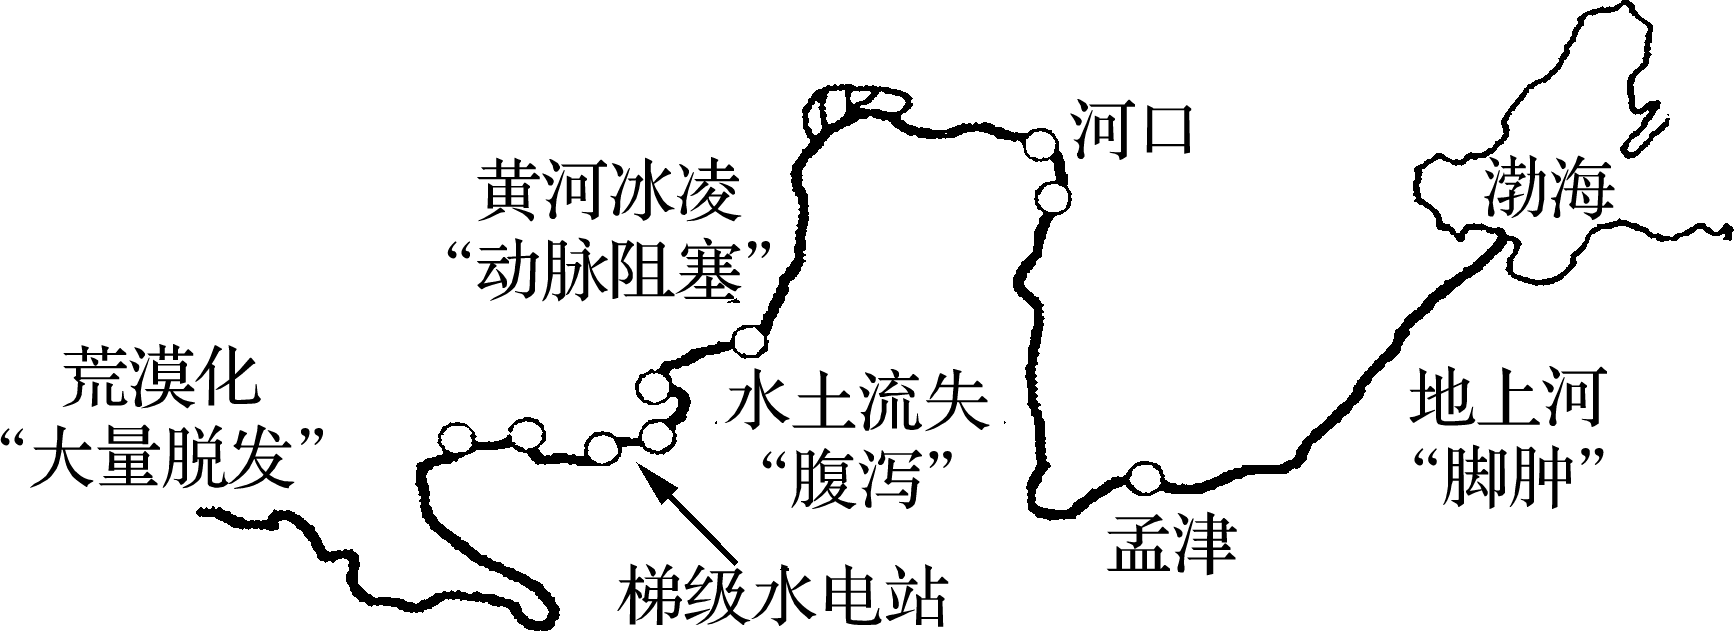 河口
渤海
黄河冰凌
“动脉阻塞”
荒漠化
“大量脱发”
水土流失
“腹泻”
地上河
“脚肿”
孟津
梯级水电站